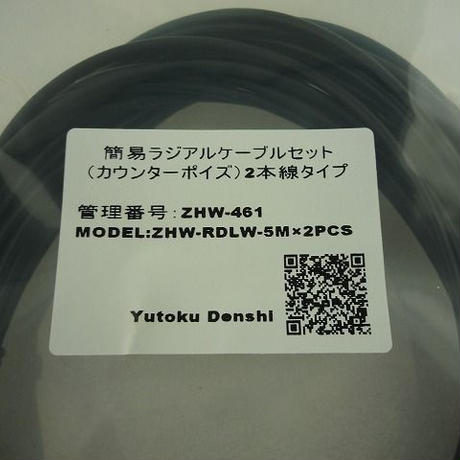 簡易ラジアルケーブルセット
（カウンターポイズ）2本線タイプ
管理番号：ZHW-461
MODEL:ZHW-RDLW-5M×2PCS
Yutoku Denshi